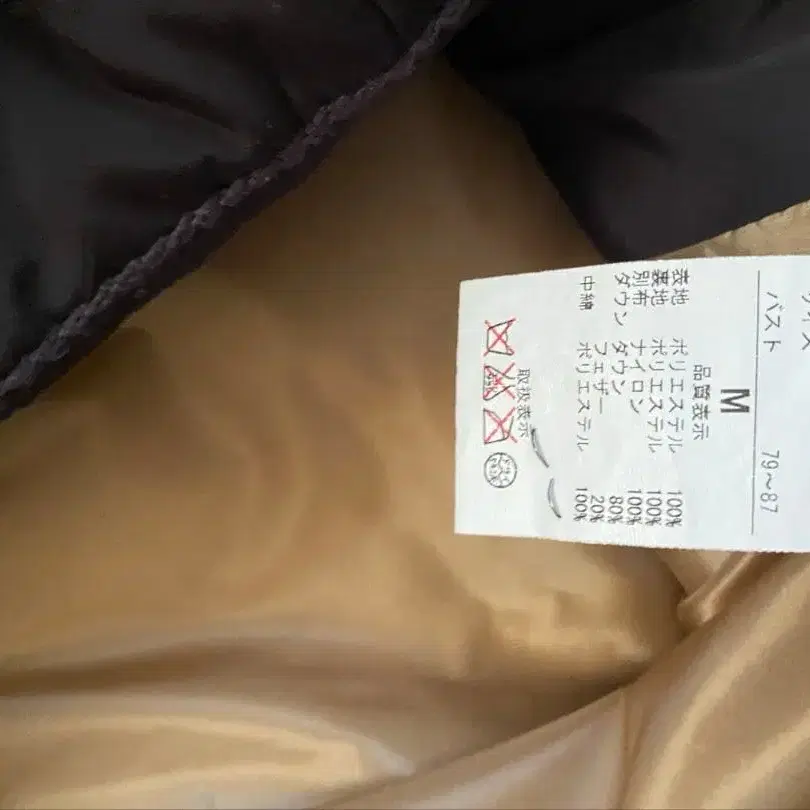 サイズ
バスト 79～87
M
品質表示
表地 ポリエステル 100%
裏地 ポリエステル 100%
別布 ナイロン 100%
ダウン ダウン 80%
フェザー 20%
中綿 ポリエステル 100%
取扱表示